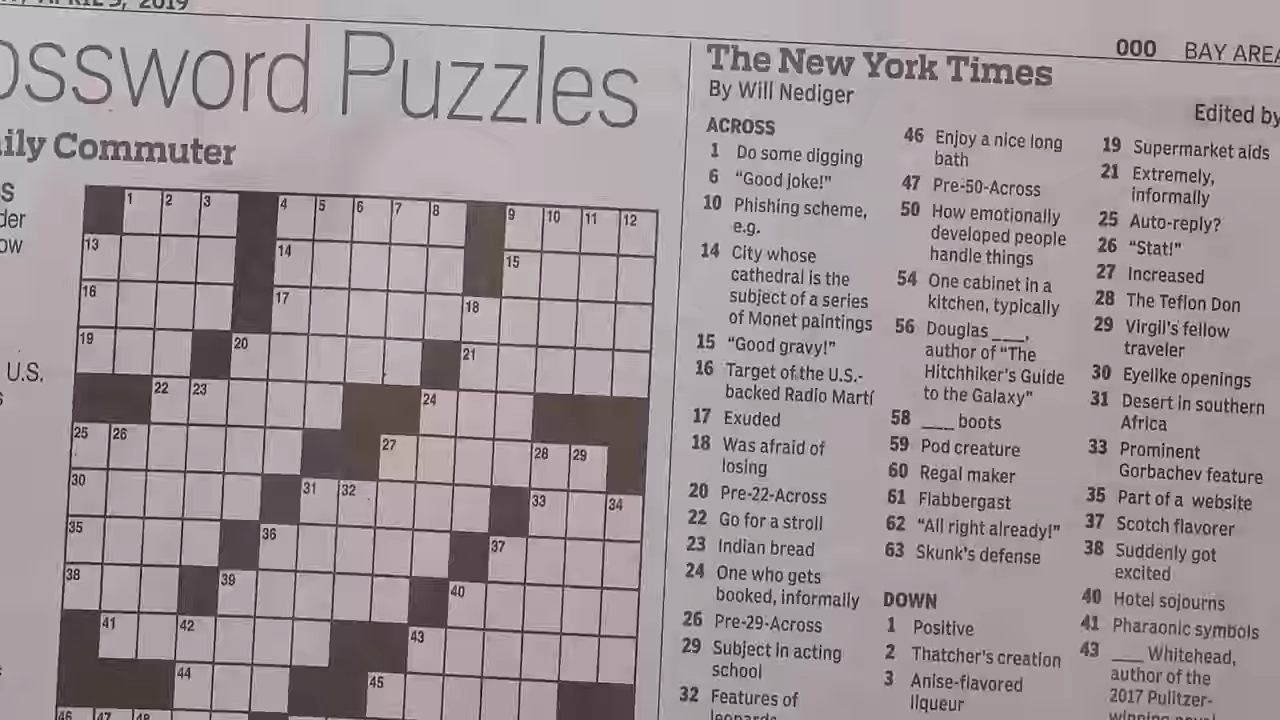 000 BAY AREA
ossword Puzzles
ily Commuter
U.S.
1 2 3 4 5 6 7 8 9 10 11 12
13 14 15
16 17 18
19 20 21
22 23 24
25 26 27 28 29
30 31 32 33 34
35 36 37
38 39 40
41 42 43
44 45
46 47 48
The New York Times
By Will Nediger
Edited by
ACROSS
1 Do some digging
6 "Good joke!"
10 Phishing scheme,
e.g.
14 City whose
cathedral is the
subject of a series
of Monet paintings
15 "Good gravy!"
16 Target of the U.S.-
backed Radio Martí
17 Exuded
18 Was afraid of
losing
20 Pre-22-Across
22 Go for a stroll
23 Indian bread
24 One who gets
booked, informally
26 Pre-29-Across
29 Subject in acting
school
32 Features of
46 Enjoy a nice long
bath
47 Pre-50-Across
50 How emotionally
developed people
handle things
54 One cabinet in a
kitchen, typically
56 Douglas ___,
author of "The
Hitchhiker's Guide
to the Galaxy"
58 ___ boots
59 Pod creature
60 Regal maker
61 Flabbergast
62 "All right already!"
63 Skunk's defense
DOWN
1 Positive
2 Thatcher's creation
3 Anise-flavored
liqueur
19 Supermarket aids
21 Extremely,
informally
25 Auto-reply?
26 "Stat!"
27 Increased
28 The Teflon Don
29 Virgil's fellow
traveler
30 Eyelike openings
31 Desert in southern
Africa
33 Prominent
Gorbachev feature
35 Part of a website
37 Scotch flavorer
38 Suddenly got
excited
40 Hotel sojourns
41 Pharaonic symbols
43 ___ Whitehead,
author of the
2017 Pulitzer-